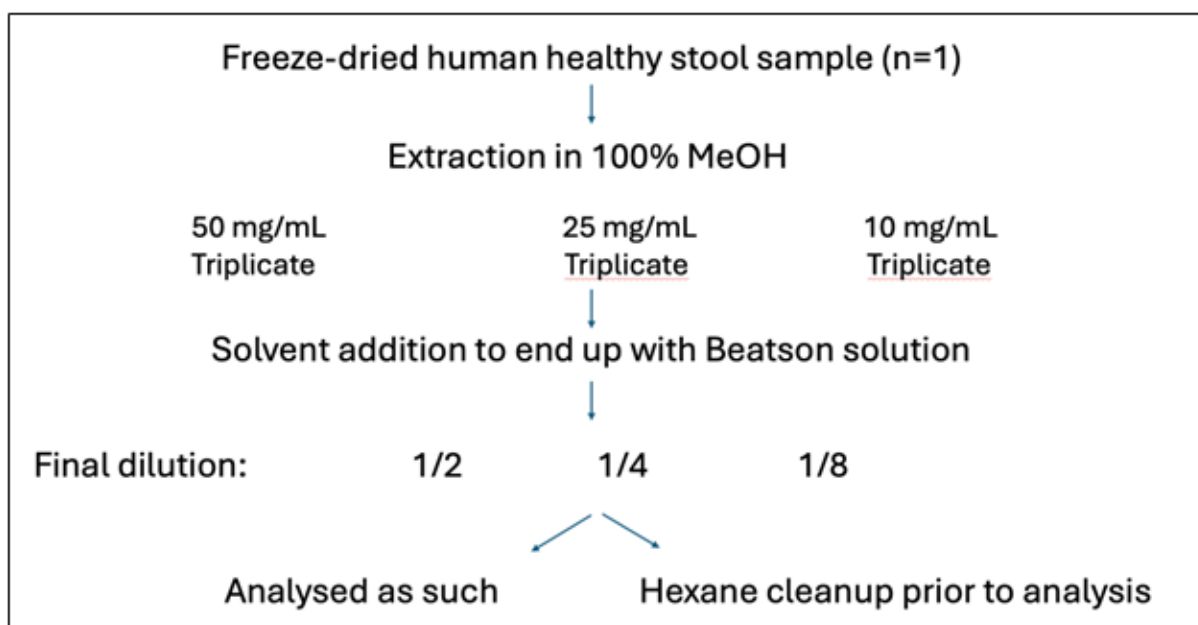 Freeze-dried human healthy stool sample (n=1)
Extraction in 100% MeOH
50 mg/mL 25 mg/mL 10 mg/mL
Triplicate Triplicate Triplicate
Solvent addition to end up with Beatson solution
Final dilution: 1/2 1/4 1/8
Analysed as such Hexane cleanup prior to analysis